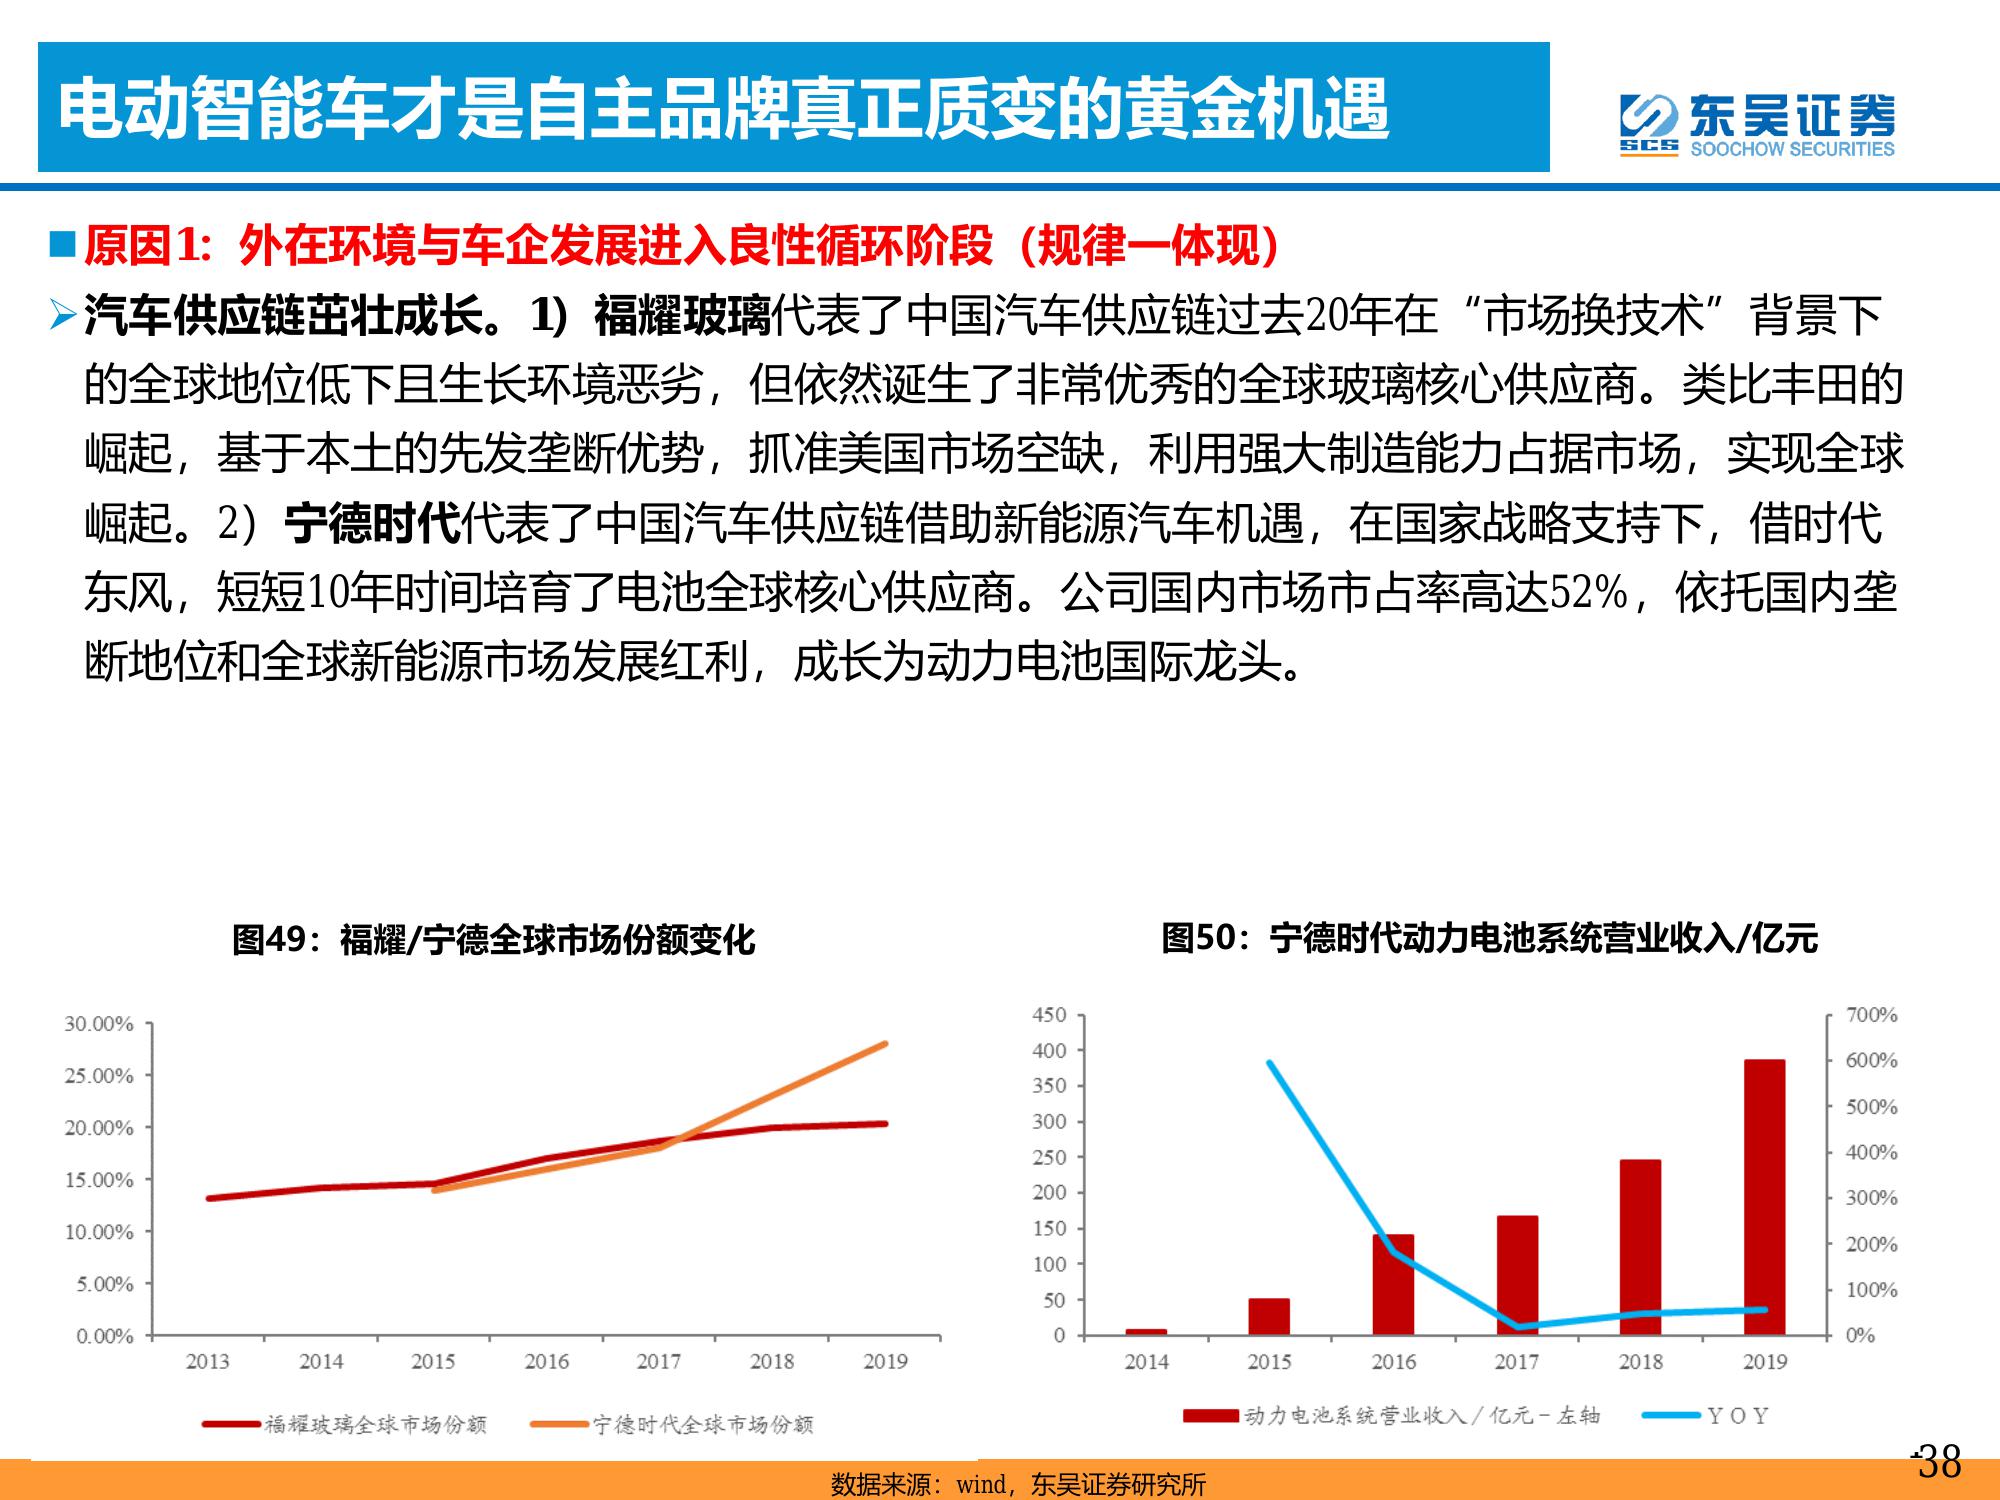 电动智能车才是自主品牌真正质变的黄金机遇
东吴证券
SCS
SOOCHOW SECURITIES
原因1：外在环境与车企发展进入良性循环阶段（规律一体现）
汽车供应链茁壮成长。1）福耀玻璃代表了中国汽车供应链过去20年在“市场换技术”背景下
的全球地位低下且生长环境恶劣，但依然诞生了非常优秀的全球玻璃核心供应商。类比丰田的
崛起，基于本土的先发垄断优势，抓准美国市场空缺，利用强大制造能力占据市场，实现全球
崛起。2）宁德时代代表了中国汽车供应链借助新能源汽车机遇，在国家战略支持下，借时代
东风，短短10年时间培育了电池全球核心供应商。公司国内市场市占率高达52%，依托国内垄
断地位和全球新能源市场发展红利，成长为动力电池国际龙头。
图49：福耀/宁德全球市场份额变化
30.00%
25.00%
20.00%
15.00%
10.00%
5.00%
0.00%
2013 2014 2015 2016 2017 2018 2019
福耀玻璃全球市场份额 宁德时代全球市场份额
图50：宁德时代动力电池系统营业收入/亿元
450 700%
400 600%
350 500%
300 400%
250 300%
200 200%
150 100%
100 0%
50
0
2014 2015 2016 2017 2018 2019
动力电池系统营业收入/亿元-左轴 YOY
38
数据来源：wind，东吴证券研究所